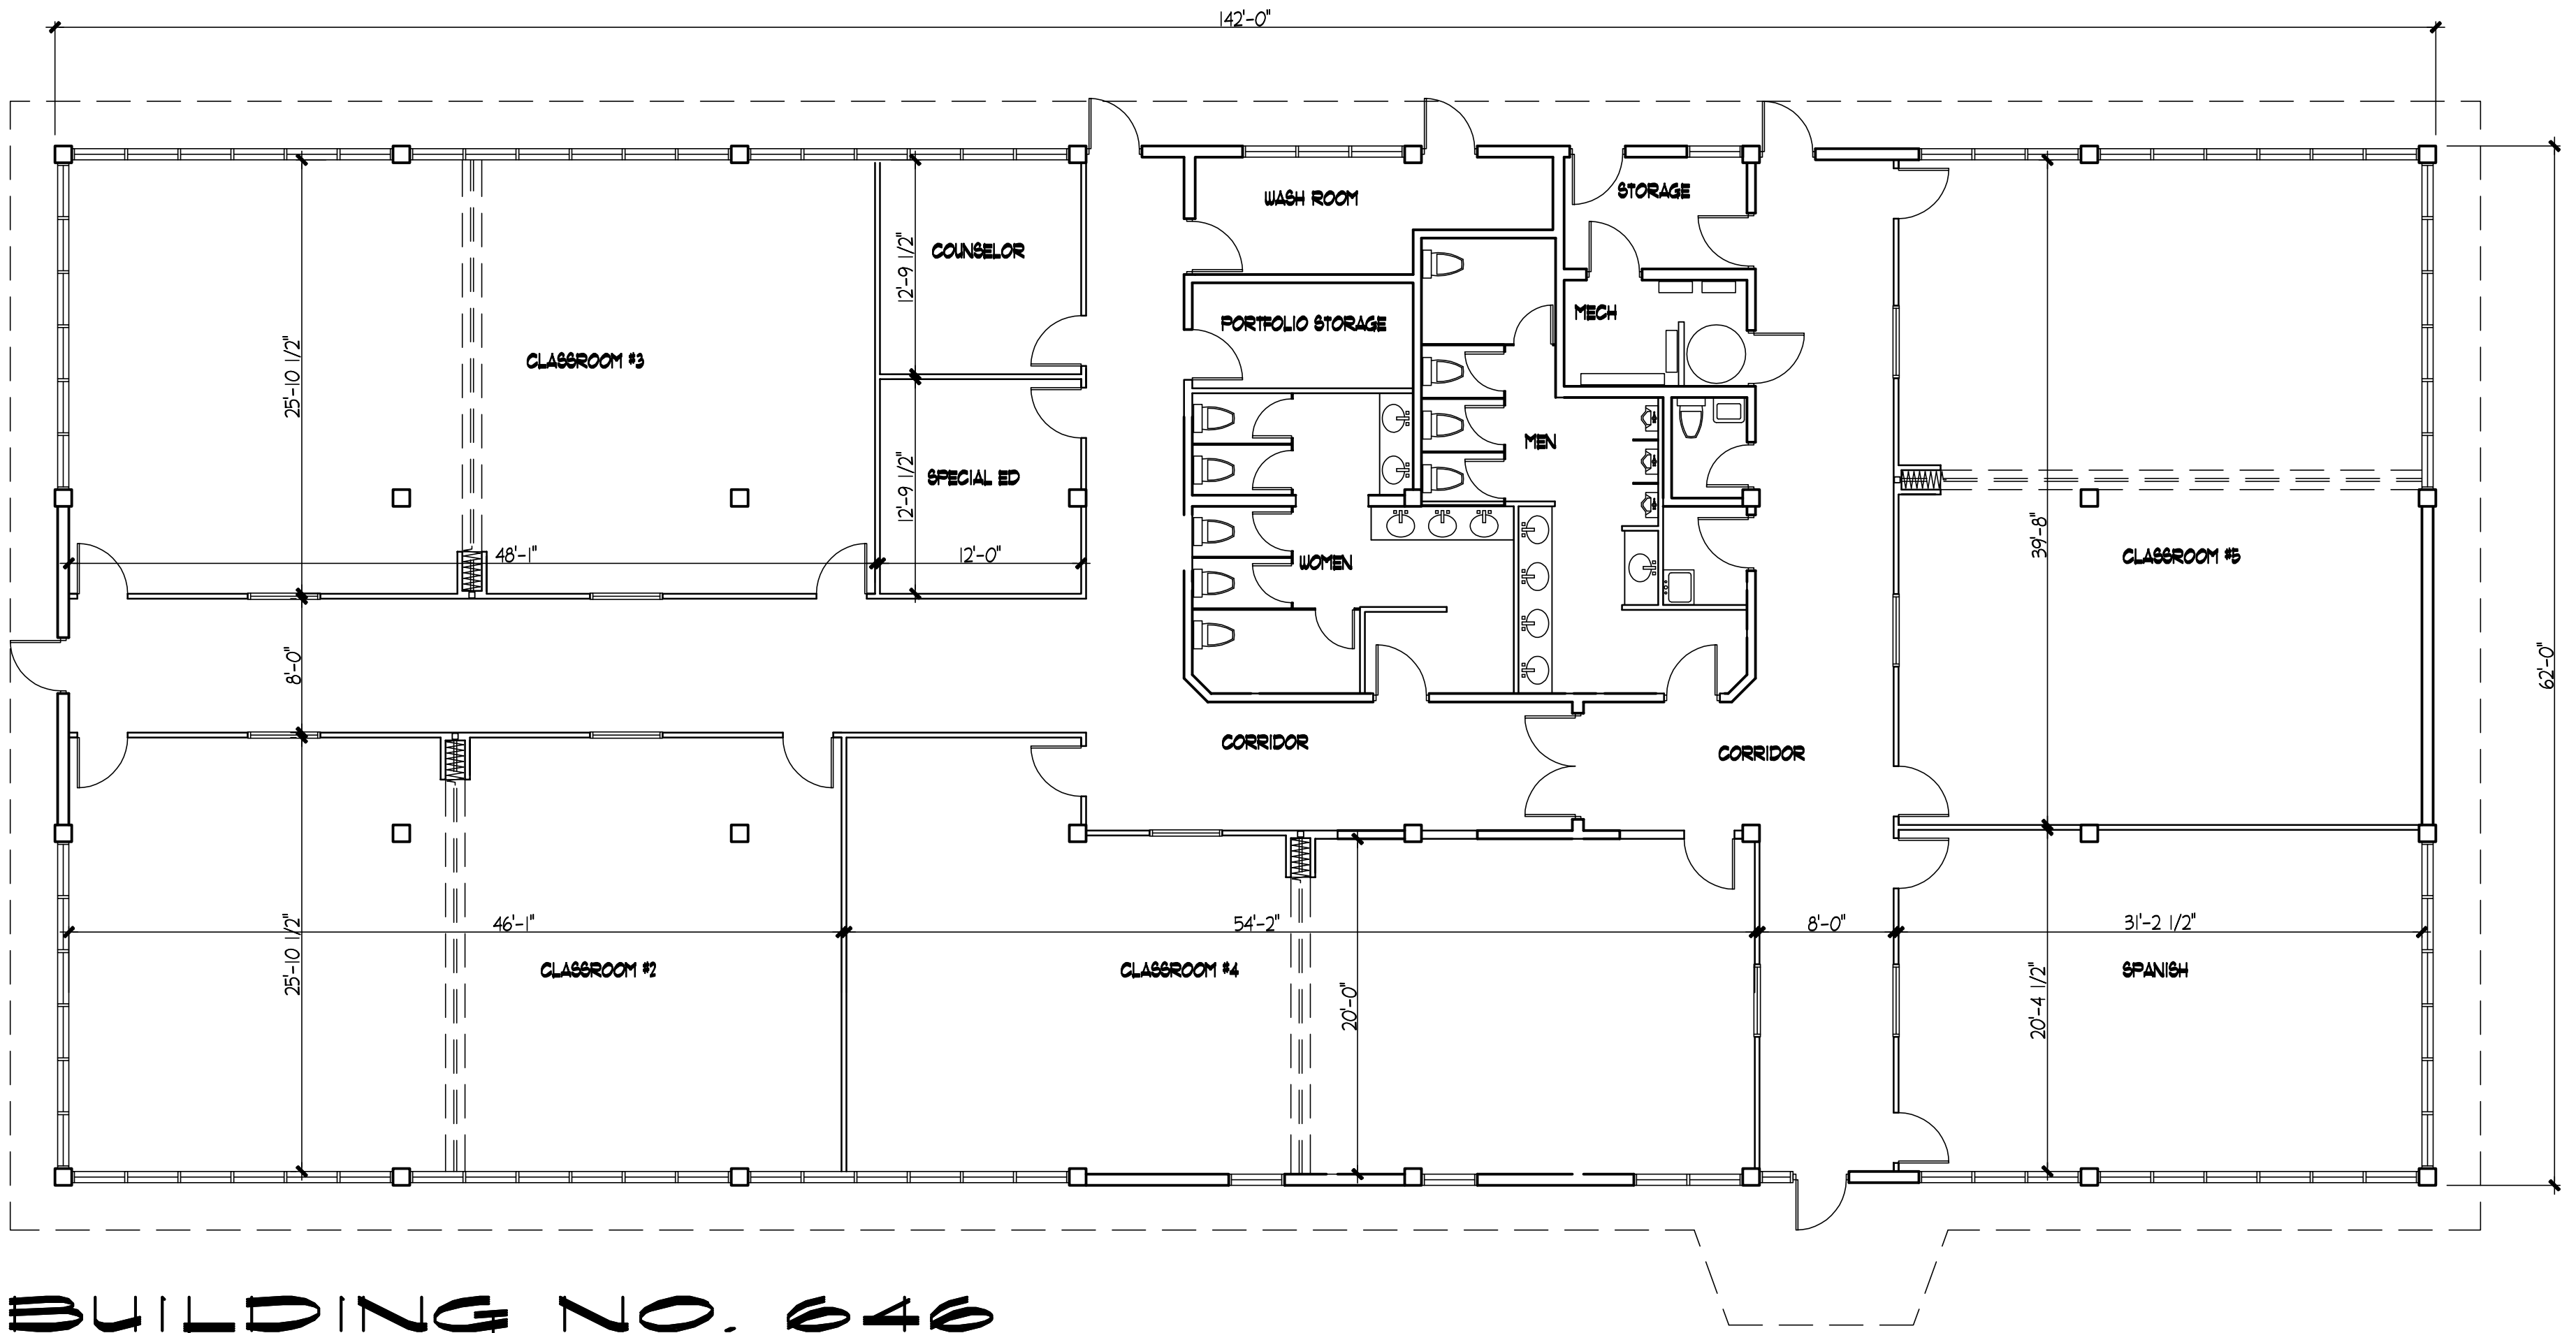 142'-0"
WASH ROOM
STORAGE
COUNSELOR
12'-9 1/2"
MECH
PORTFOLIO STORAGE
CLASSROOM #3
25'-10 1/2"
MEN
SPECIAL ED
12'-9 1/2"
48'-1"
12'-0"
WOMEN
39'-8"
CLASSROOM #5
8'-0"
62'-0"
CORRIDOR
CORRIDOR
46'-1"
54'-2"
8'-0"
31'-2 1/2"
25'-10 1/2"
CLASSROOM #2
CLASSROOM #4
SPANISH
20'-0"
20'-4 1/2"
BUILDING NO. 646